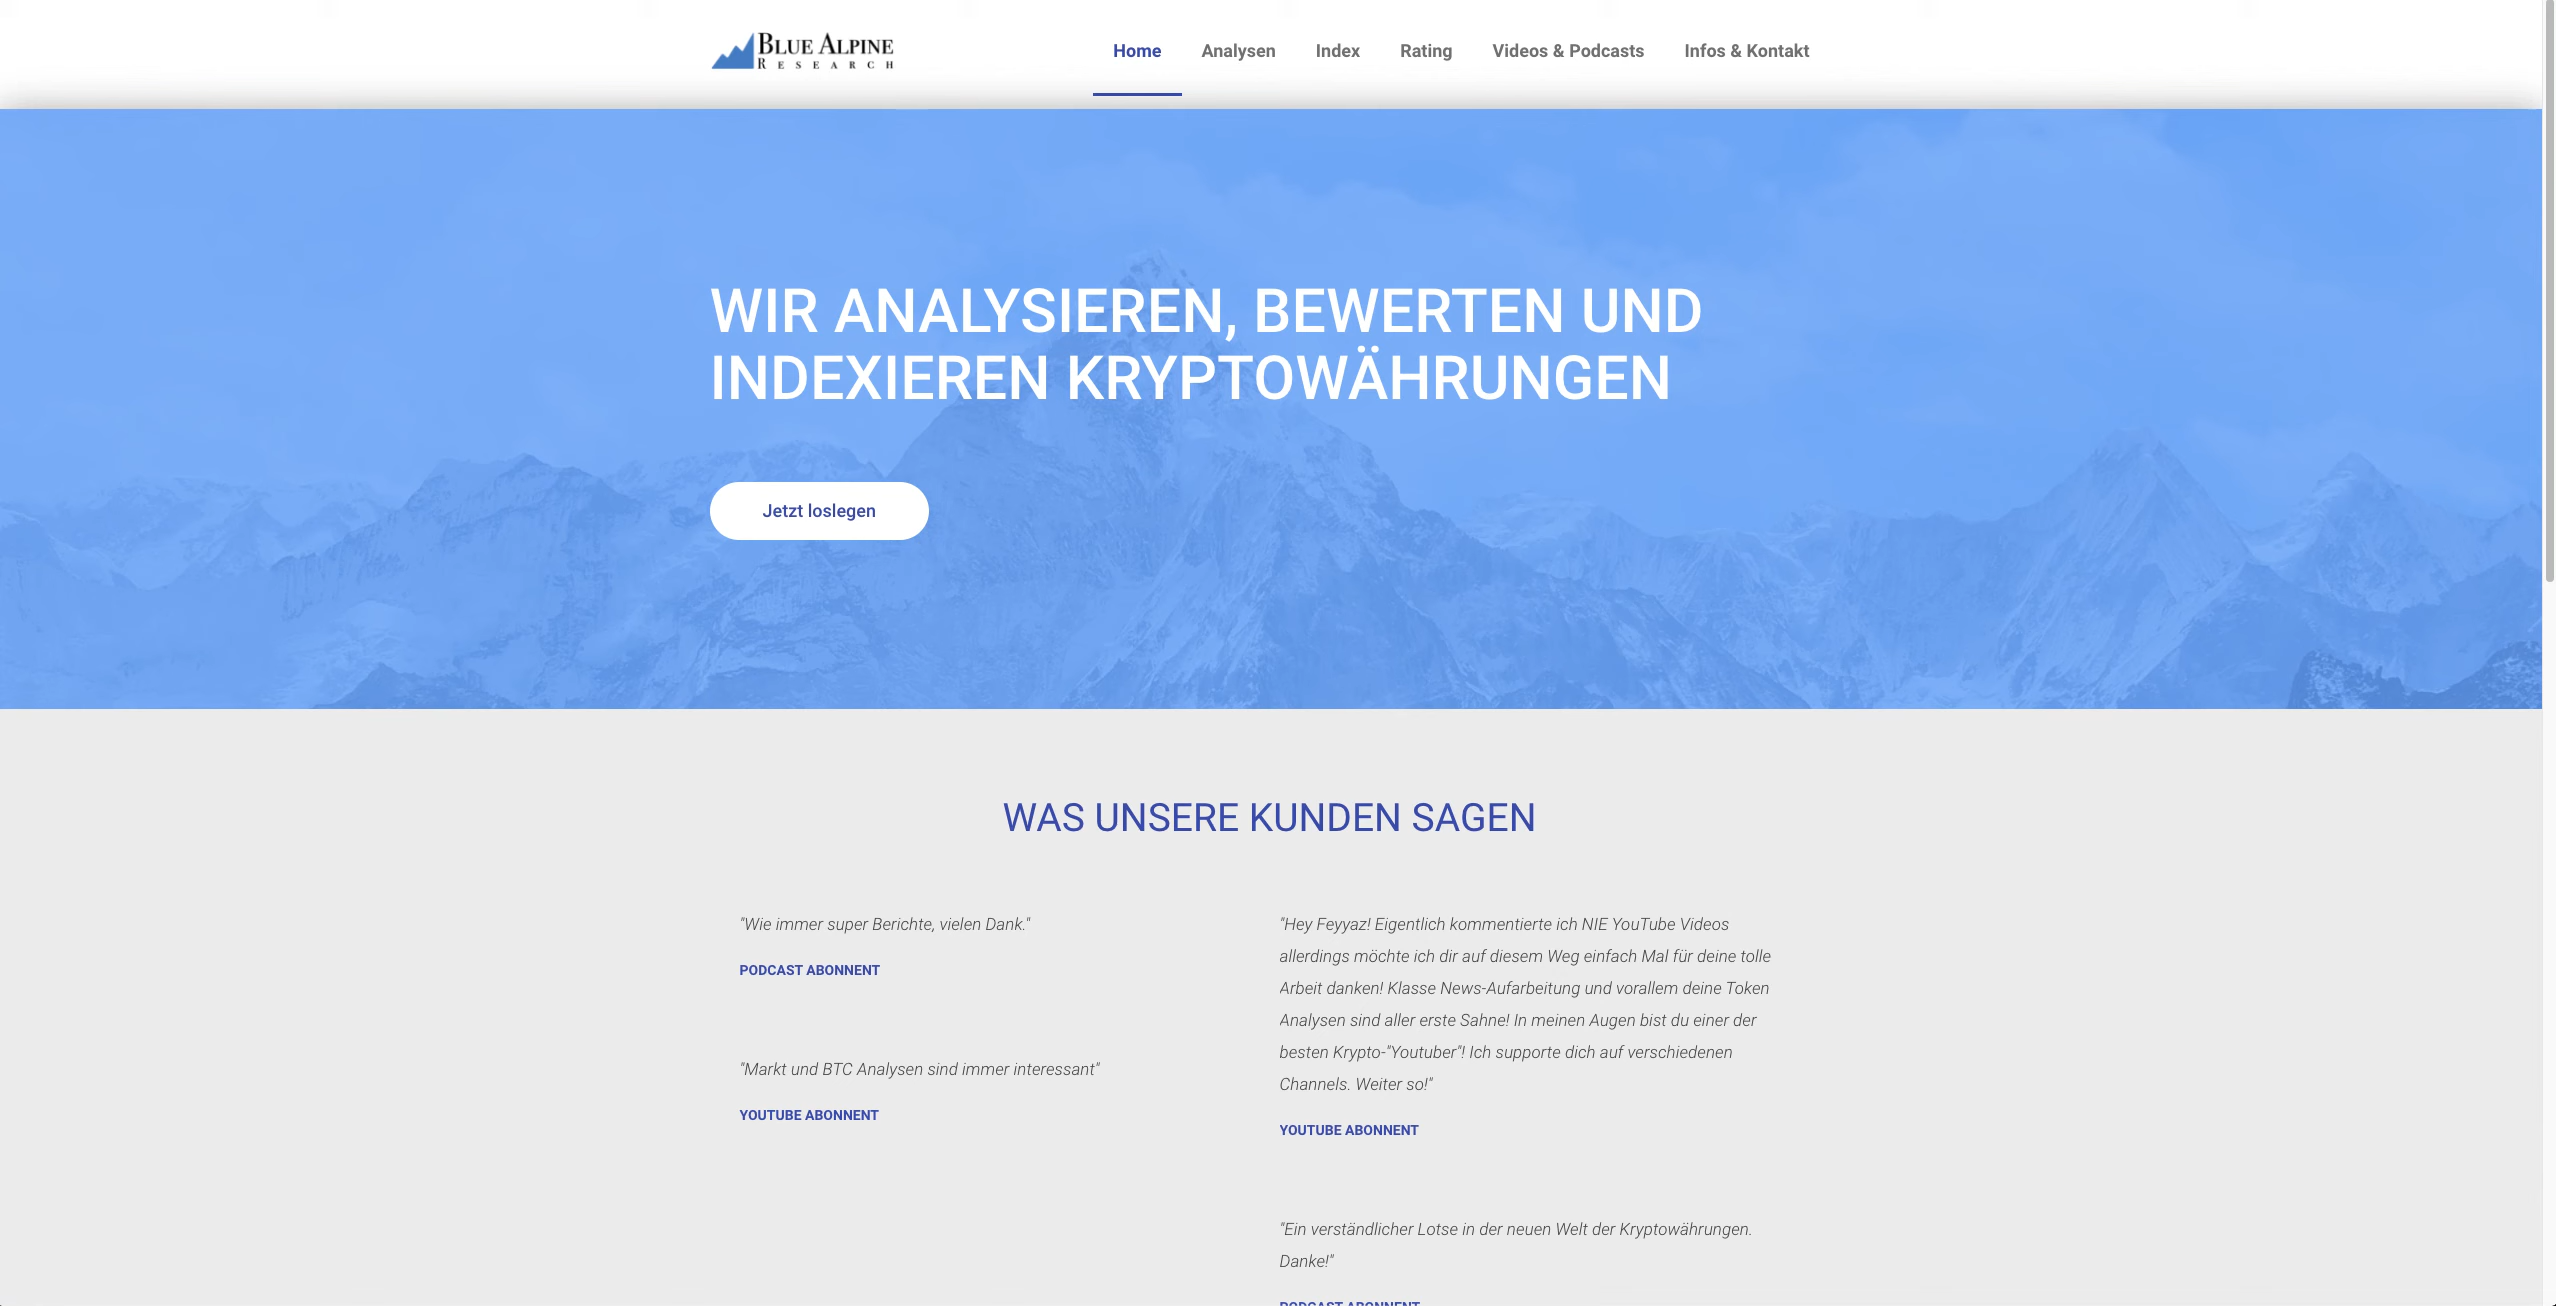 BLUE ALPINE
RESEARCH
Home
Analysen
Index
Rating
Videos & Podcasts
Infos & Kontakt
WIR ANALYSIEREN, BEWERTEN UND
INDEXIEREN KRYPTOWÄHRUNGEN
Jetzt loslegen
WAS UNSERE KUNDEN SAGEN
"Wie immer super Berichte, vielen Dank."
PODCAST ABONNENT
"Markt und BTC Analysen sind immer interessant"
YOUTUBE ABONNENT
"Hey Feyyaz! Eigentlich kommentierte ich NIE YouTube Videos
allerdings möchte ich dir auf diesem Weg einfach Mal für deine tolle
Arbeit danken! Klasse News-Aufarbeitung und vorallem deine Token
Analysen sind aller erste Sahne! In meinen Augen bist du einer der
besten Krypto-"Youtuber"! Ich supporte dich auf verschiedenen
Channels. Weiter so!"
YOUTUBE ABONNENT
"Ein verständlicher Lotse in der neuen Welt der Kryptowährungen.
Danke!"
PODCAST ABONNENT